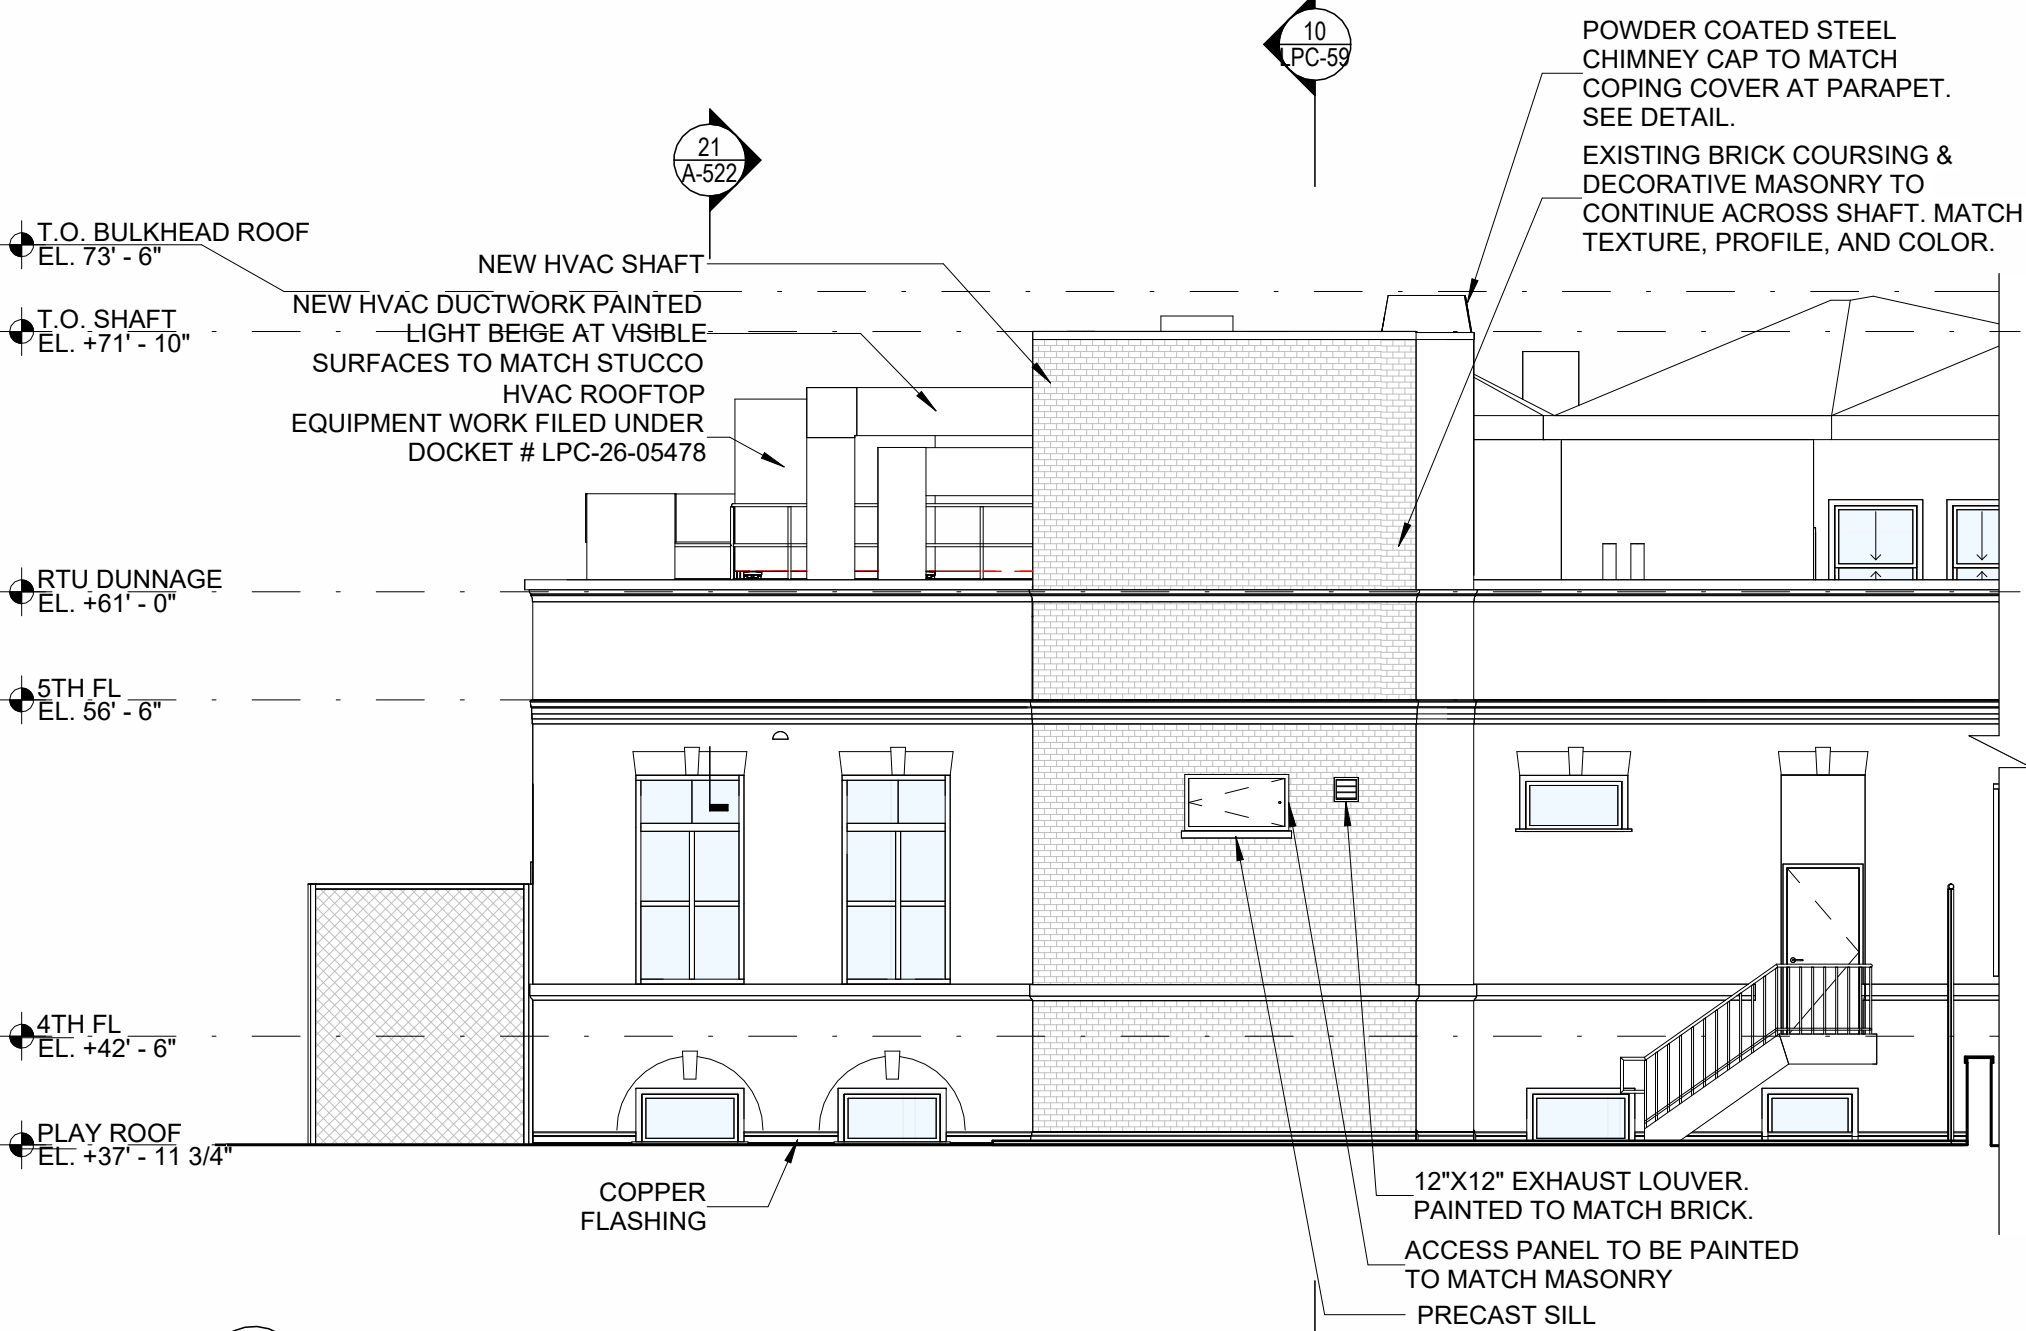 10
LPC-59
POWDER COATED STEEL
CHIMNEY CAP TO MATCH
COPING COVER AT PARAPET.
SEE DETAIL.
21
A-522
EXISTING BRICK COURSING &
DECORATIVE MASONRY TO
CONTINUE ACROSS SHAFT. MATCH
TEXTURE, PROFILE, AND COLOR.
T.O. BULKHEAD ROOF
EL. 73' - 6"
NEW HVAC SHAFT
NEW HVAC DUCTWORK PAINTED
LIGHT BEIGE AT VISIBLE
SURFACES TO MATCH STUCCO
T.O. SHAFT
EL. +71' - 10"
HVAC ROOFTOP
EQUIPMENT WORK FILED UNDER
DOCKET # LPC-26-05478
RTU DUNNAGE
EL. +61' - 0"
5TH FL
EL. 56' - 6"
4TH FL
EL. +42' - 6"
PLAY ROOF
EL. +37' - 11 3/4"
COPPER
FLASHING
12"X12" EXHAUST LOUVER.
PAINTED TO MATCH BRICK.
ACCESS PANEL TO BE PAINTED
TO MATCH MASONRY
PRECAST SILL